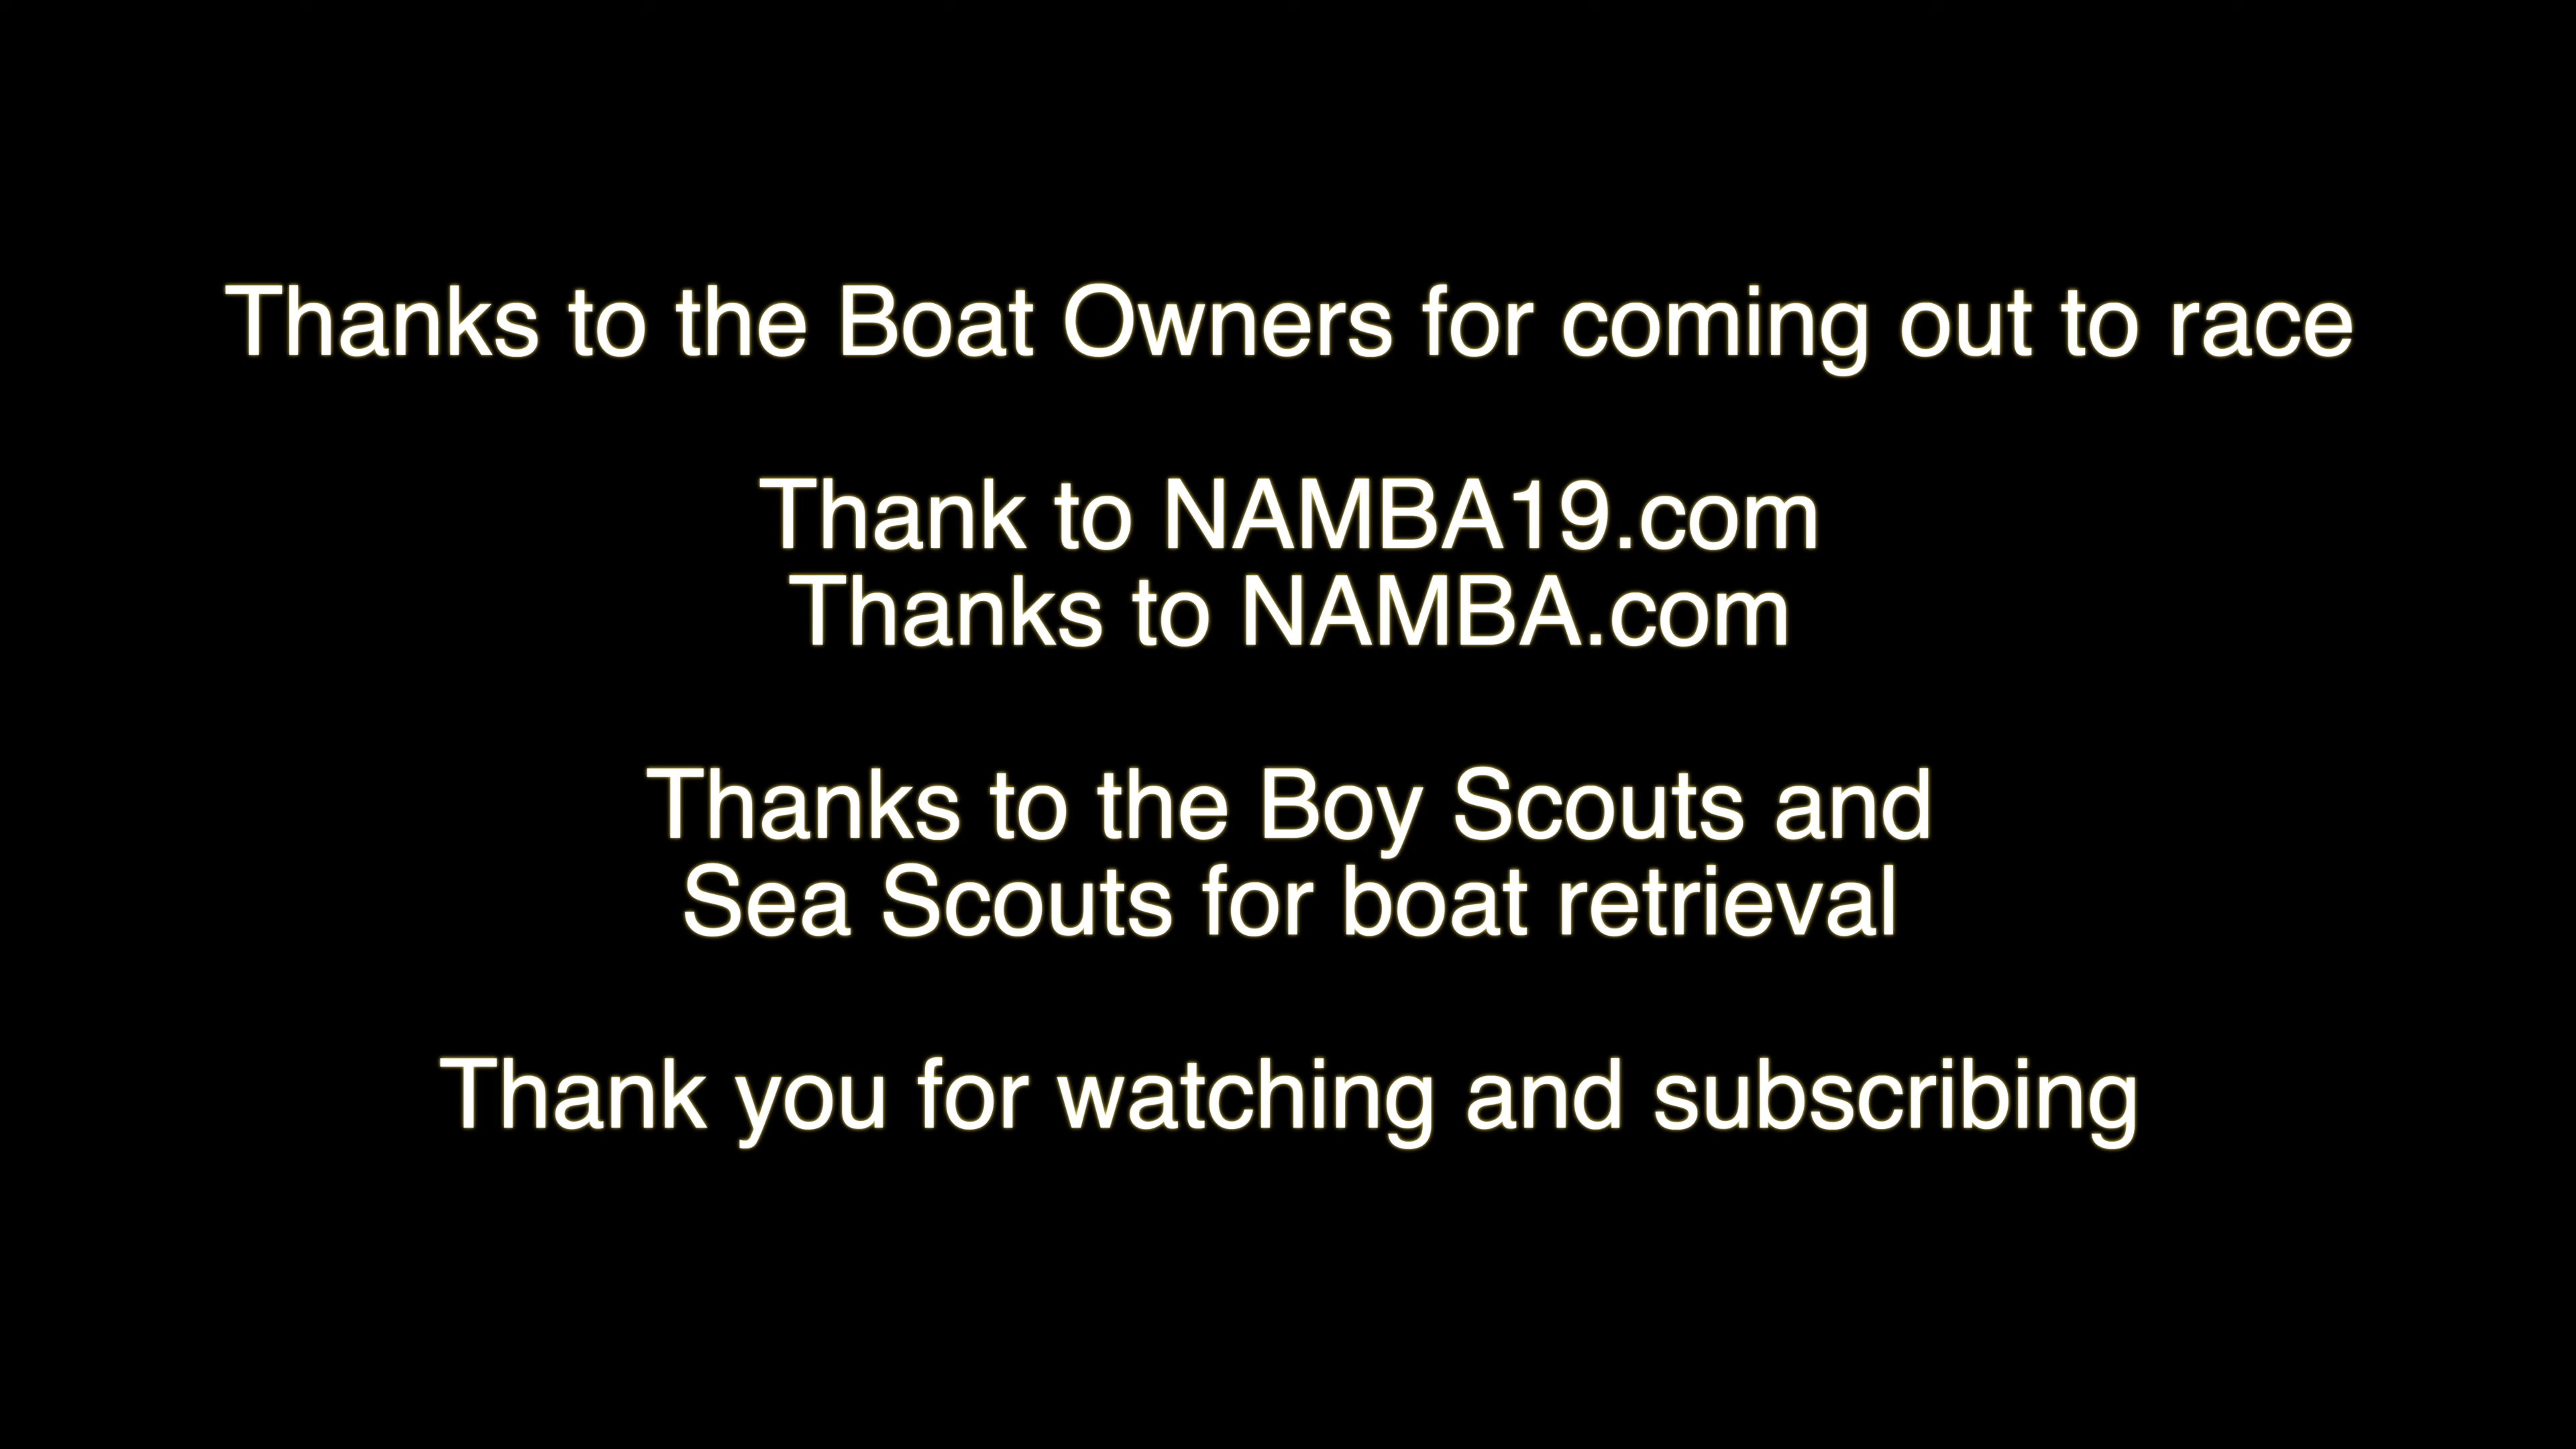 Thanks to the Boat Owners for coming out to race
Thank to NAMBA19.com
Thanks to NAMBA.com
Thanks to the Boy Scouts and
Sea Scouts for boat retrieval
Thank you for watching and subscribing